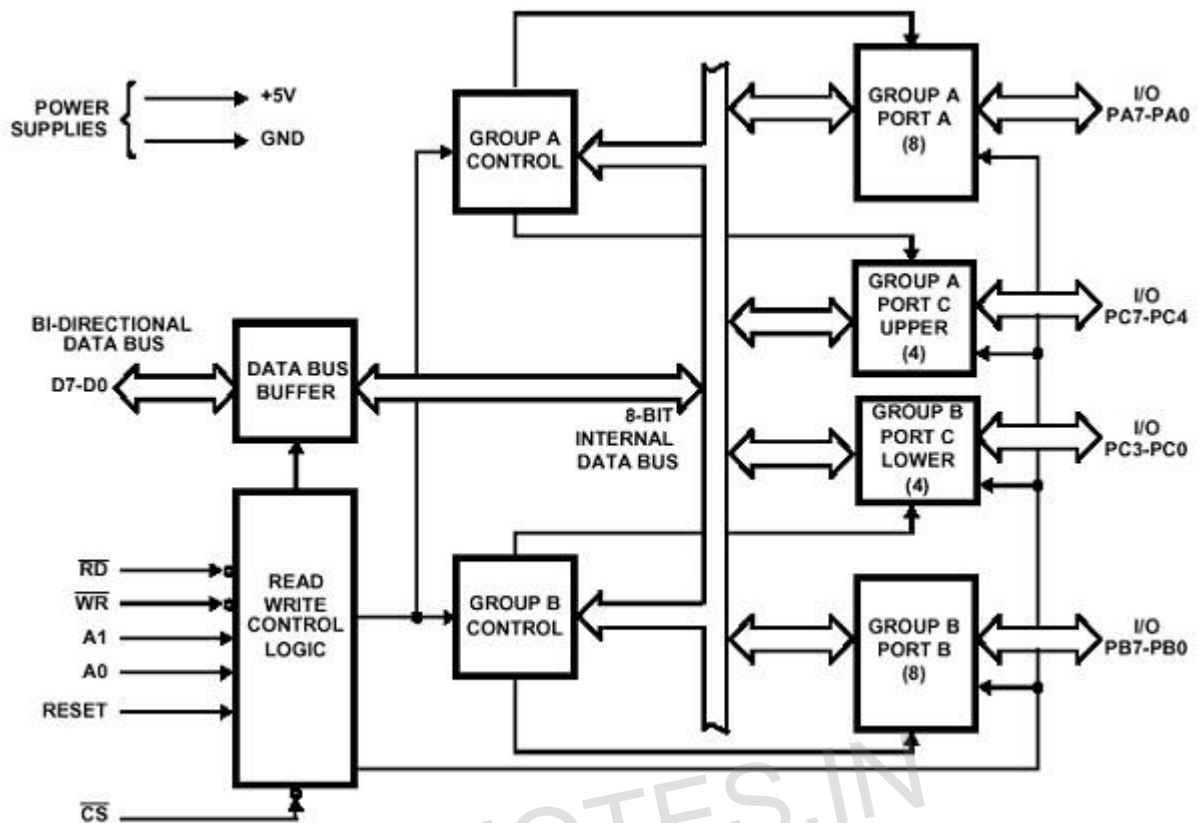 POWER
SUPPLIES
+5V
GND
GROUP A
CONTROL
GROUP A
PORT A
(8)
I/O
PA7-PA0
GROUP A
PORT C
UPPER
(4)
I/O
PC7-PC4
BI-DIRECTIONAL
DATA BUS
D7-D0
DATA BUS
BUFFER
8-BIT
INTERNAL
DATA BUS
GROUP B
PORT C
LOWER
(4)
I/O
PC3-PC0
RD
WR
A1
A0
RESET
CS
READ
WRITE
CONTROL
LOGIC
GROUP B
CONTROL
GROUP B
PORT B
(8)
I/O
PB7-PB0
OTES.IN